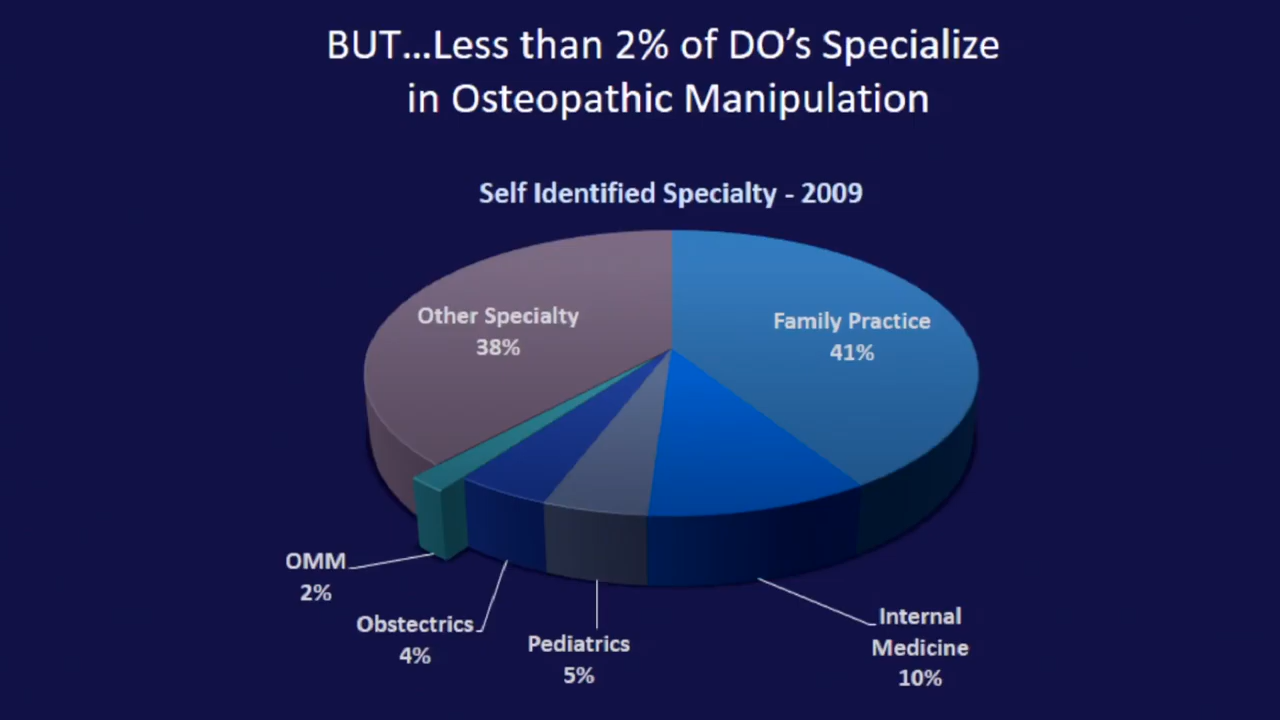 BUT…Less than 2% of DO’s Specialize
in Osteopathic Manipulation
Self Identified Specialty - 2009
Other Specialty
38%
Family Practice
41%
OMM
2%
Obstectrics
4%
Pediatrics
5%
Internal
Medicine
10%